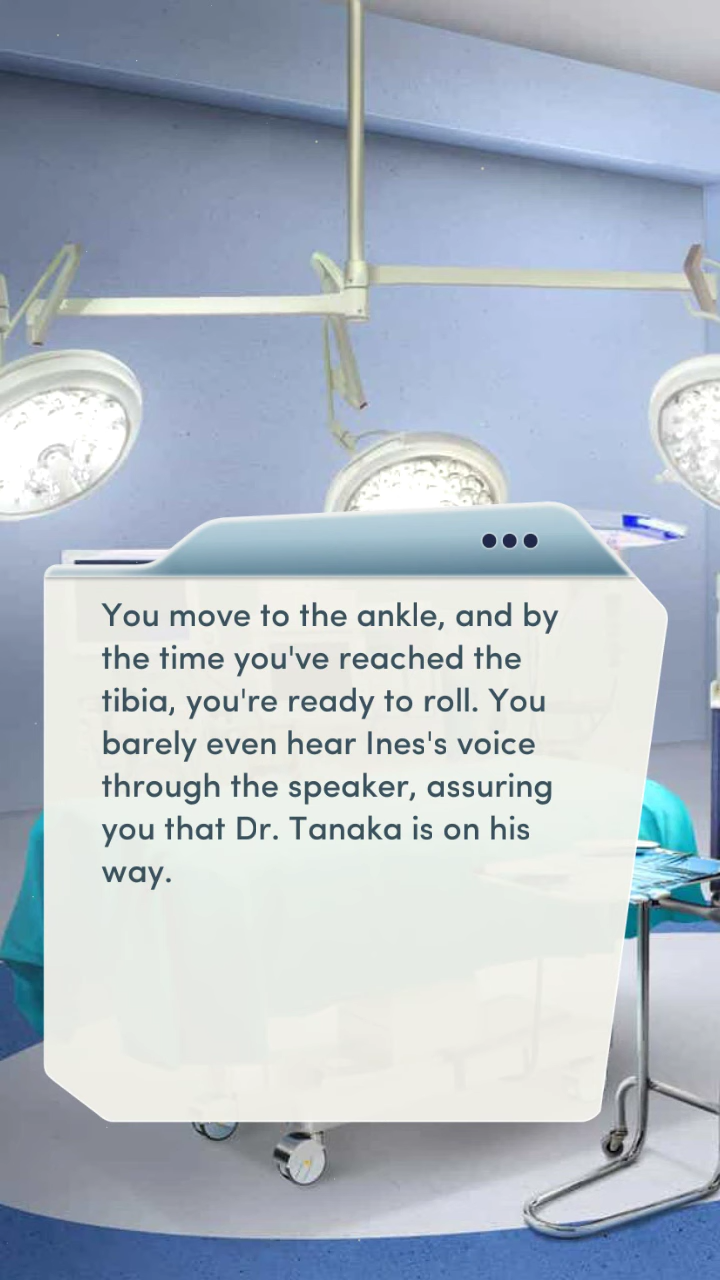 You move to the ankle, and by
the time you've reached the
tibia, you're ready to roll. You
barely even hear Ines's voice
through the speaker, assuring
you that Dr. Tanaka is on his
way.